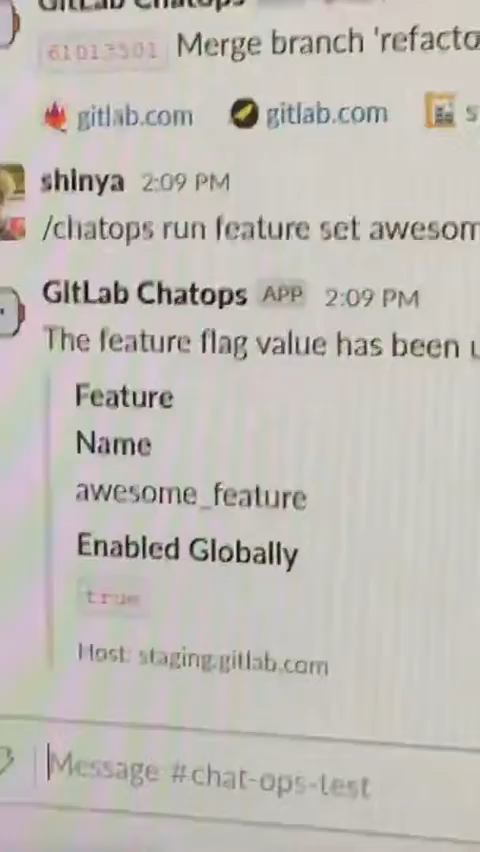 GitLab Chatops
61013501 Merge branch 'refacto
gitlab.com gitlab.com s
shinya 2:09 PM
/chatops run feature set awesom
GitLab Chatops APP 2:09 PM
The feature flag value has been u
Feature
Name
awesome_feature
Enabled Globally
true
Host: staging.gitlab.com
Message #chat-ops-test